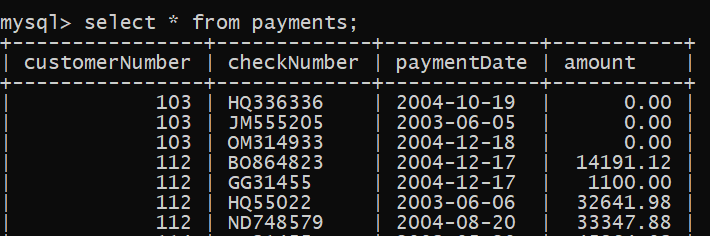 mysql> select * from payments;
+----------------+-------------+-------------+-----------+
| customerNumber | checkNumber | paymentDate | amount    |
+----------------+-------------+-------------+-----------+
|            103 | HQ336336    | 2004-10-19  |      0.00 |
|            103 | JM555205    | 2003-06-05  |      0.00 |
|            103 | OM314933    | 2004-12-18  |      0.00 |
|            112 | BO864823    | 2004-12-17  |  14191.12 |
|            112 | GG31455     | 2004-12-17  |   1100.00 |
|            112 | HQ55022     | 2003-06-06  |  32641.98 |
|            112 | ND748579    | 2004-08-20  |  33347.88 |